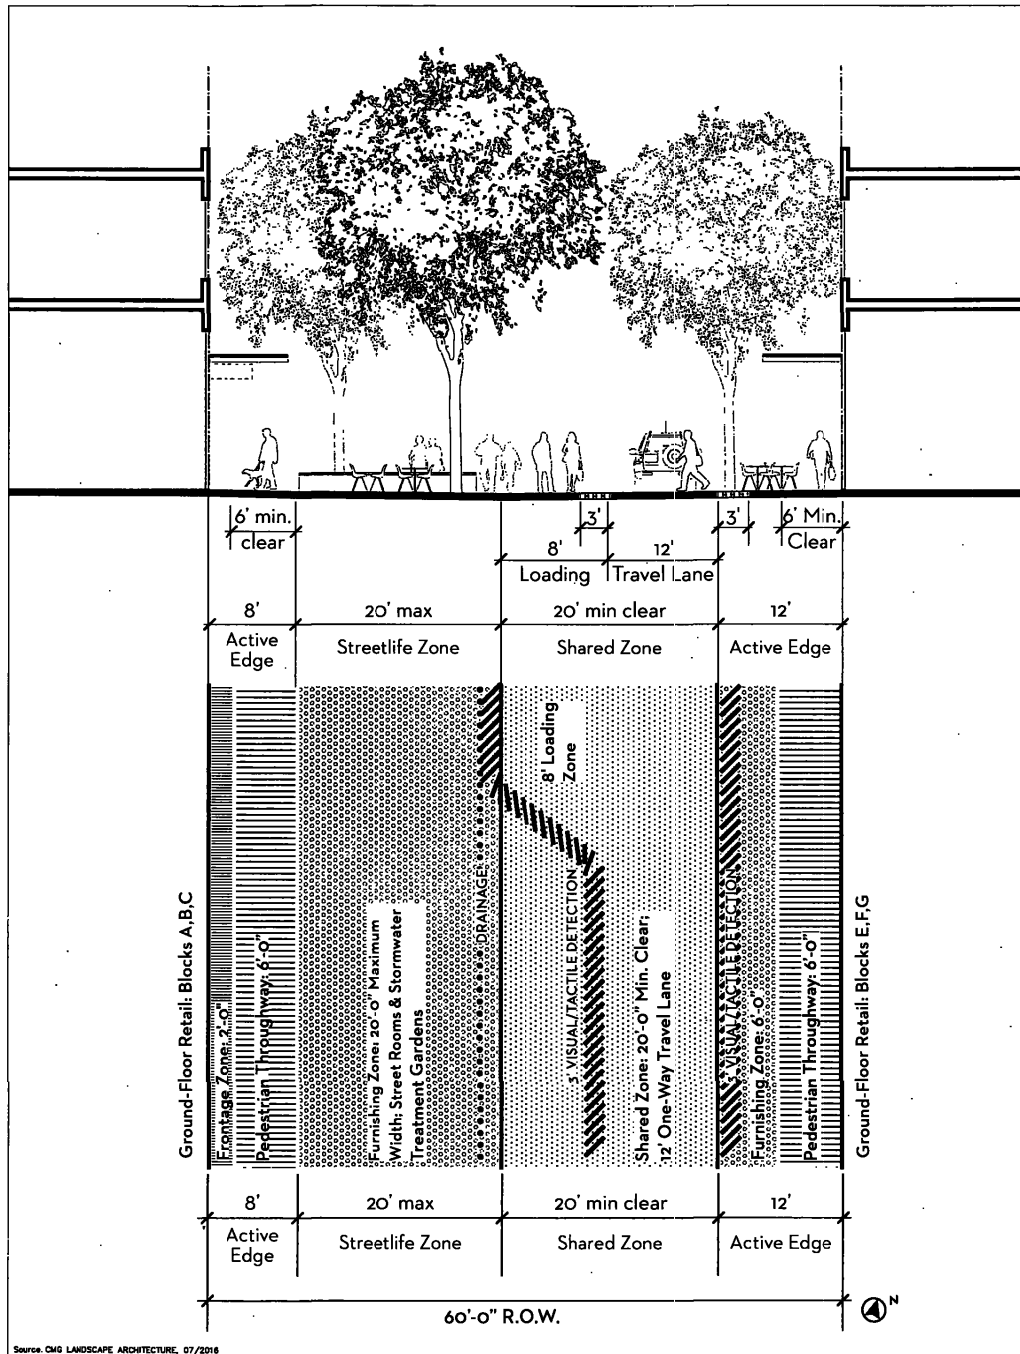 6' min.
clear
3'
3'
6' Min.
Clear
8'
12'
Loading
Travel Lane
8'
20' max
20' min clear
12'
Active
Edge
Streetlife Zone
Shared Zone
Active Edge
Ground-Floor Retail: Blocks A,B,C
Frontage Zone: 2'-0"
Pedestrian Throughway: 6'-0"
Furnishing Zone: 20'-0" Maximum
Width: Street Rooms & Stormwater
Treatment Gardens
DRAINAGE
8' Loading
Zone
3' VISUAL/TACTILE DETECTION
Shared Zone: 20'-0" Min. Clear;
12' One-Way Travel Lane
3' VISUAL/TACTILE DETECTION
Furnishing Zone: 6'-0"
Pedestrian Throughway: 6'-0"
Ground-Floor Retail: Blocks E,F,G
8'
20' max
20' min clear
12'
Active
Edge
Streetlife Zone
Shared Zone
Active Edge
60'-0" R.O.W.
N
Source. CMG LANDSCAPE ARCHITECTURE, 07/2016